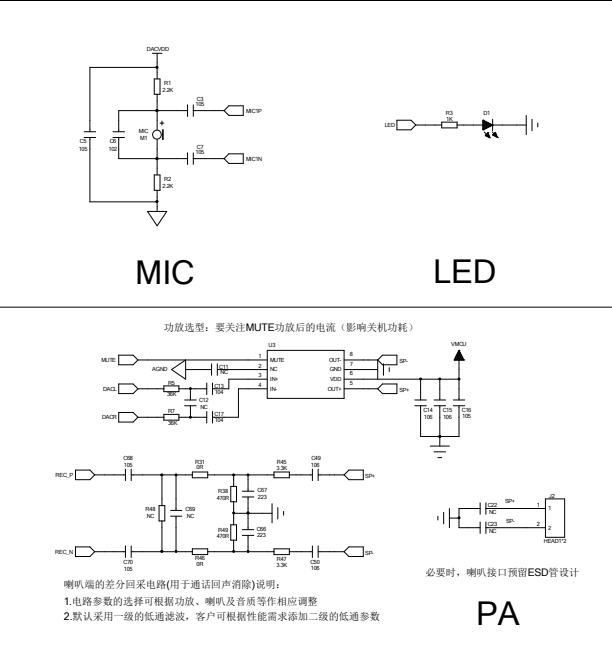 DACVDD
R1
2.2K
C3
105
MIC1P
C5
105
C6
102
+
MIC
M1
C7
105
MIC1N
R2
2.2K
MIC
LED
R3
1K
D1
LED
功放选型：要关注MUTE功放后的电流（影响关机功耗）
U3
MUTE
1
MUTE
OUT-
8
SP-
AGND
C11
NC
2
NC
GND
7
DACL
R5
36K
C13
104
3
IN+
VDD
6
C12
NC
4
IN-
OUT+
5
SP+
DACR
R7
36K
C17
104
VMCU
C14
106
C15
106
C16
105
REC_P
C68
105
R31
0R
R45
3.3K
C49
106
SP+
R48
NC
C69
NC
R38
470R
C67
223
R49
470R
C66
223
REC_N
C70
105
R46
0R
R47
3.3K
C50
106
SP-
C22
NC
SP+
1
1
J2
C23
NC
SP-
2
2
HEAD1*2
喇叭端的差分回采电路(用于通话回声消除)说明：
1.电路参数的选择可根据功放、喇叭及音质等作相应调整
2.默认采用一级的低通滤波，客户可根据性能需求添加二级的低通参数
必要时，喇叭接口预留ESD管设计
PA